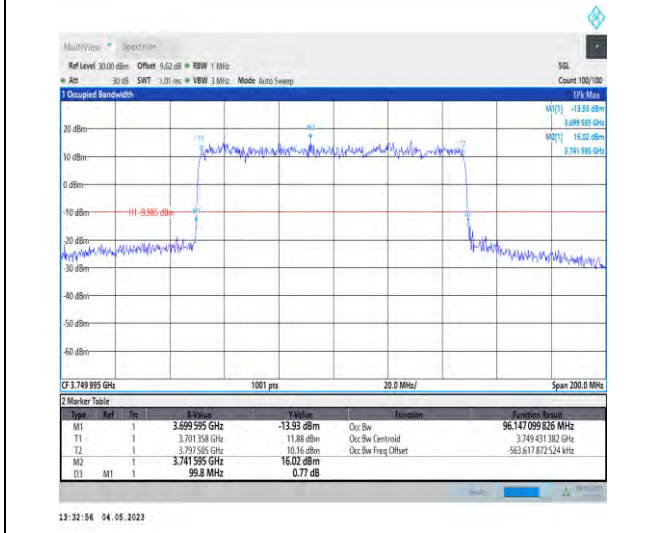 MultiView Spectrum
Ref Level 30.00 dBm Offset 9.62 dB RBW 1 MHz SGL
Att 30 dB SWT 1.01 ms VBW 3 MHz Mode Auto Sweep Count 100/100
1 Occupied Bandwidth 1Pk Max
M1[1] -13.93 dBm
3.699 595 GHz
M2[1] 16.02 dBm
3.741 595 GHz
20 dBm
M2
T1
T2
10 dBm
0 dBm
-10 dBm H1 -9.985 dBm
M1
-20 dBm
-30 dBm
-40 dBm
-50 dBm
-60 dBm
CF 3.749 995 GHz 1001 pts 20.0 MHz/ Span 200.0 MHz
2 Marker Table
Type Ref Trc X-Value Y-Value Function Function Result
M1 1 3.699 595 GHz -13.93 dBm Occ Bw 96.147 099 826 MHz
T1 1 3.701 358 GHz 11.88 dBm Occ Bw Centroid 3.749 431 382 GHz
T2 1 3.797 505 GHz 10.16 dBm Occ Bw Freq Offset -563.617 872 524 kHz
M2 1 3.741 595 GHz 16.02 dBm
D3 M1 1 99.8 MHz 0.77 dB
13:32:56 04.05.2023